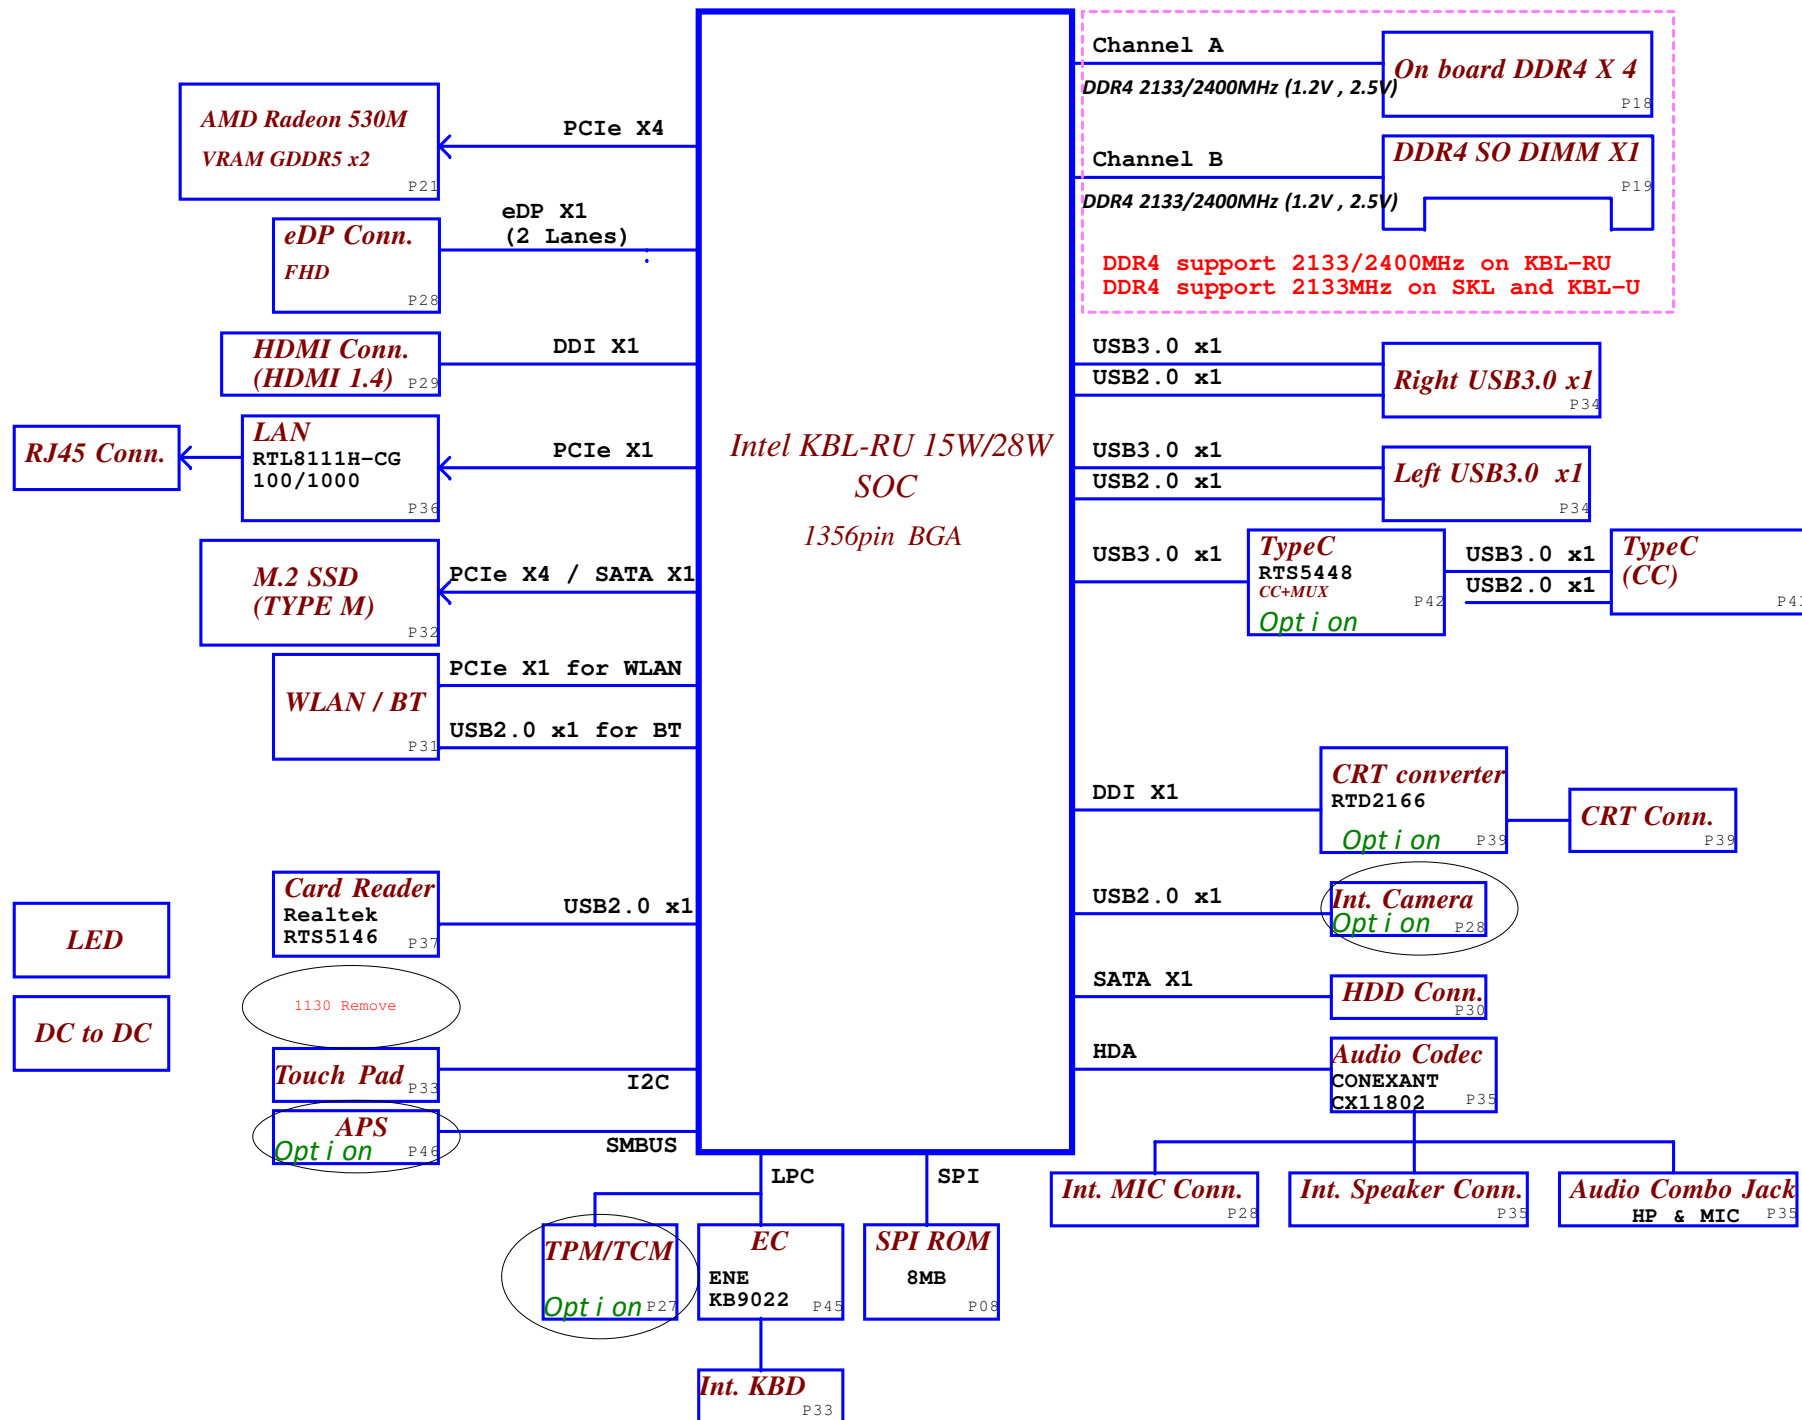 Channel A
On board DDR4 X 4
DDR4 2133/2400MHz (1.2V , 2.5V)
P18
AMD Radeon 530M
VRAM GDDR5 x2
P21
PCIe X4
Channel B
DDR4 SO DIMM X1
P19
DDR4 2133/2400MHz (1.2V , 2.5V)
DDR4 support 2133/2400MHz on KBL-RU
DDR4 support 2133MHz on SKL and KBL-U
eDP Conn.
FHD
P28
eDP X1
(2 Lanes)
HDMI Conn.
(HDMI 1.4)
P29
DDI X1
USB3.0 x1
USB2.0 x1
Right USB3.0 x1
P34
RJ45 Conn.
LAN
RTL8111H-CG
100/1000
P36
PCIe X1
Intel KBL-RU 15W/28W
SOC
1356pin BGA
USB3.0 x1
USB2.0 x1
Left USB3.0 x1
P34
M.2 SSD
(TYPE M)
P32
PCIe X4 / SATA X1
USB3.0 x1
TypeC
RTS5448
CC+MUX
P42
Option
USB3.0 x1
USB2.0 x1
TypeC
(CC)
P43
WLAN / BT
P31
PCIe X1 for WLAN
USB2.0 x1 for BT
DDI X1
CRT converter
RTD2166
Option
P39
CRT Conn.
P39
Card Reader
Realtek
RTS5146
P37
USB2.0 x1
USB2.0 x1
Int. Camera
Option
P28
LED
DC to DC
1130 Remove
SATA X1
HDD Conn.
P30
Touch Pad
P33
I2C
HDA
Audio Codec
CONEXANT
CX11802
P35
APS
Option
P46
SMBUS
LPC
SPI
Int. MIC Conn.
P28
Int. Speaker Conn.
P35
Audio Combo Jack
HP & MIC
P35
TPM/TCM
Option
P27
EC
ENE
KB9022
P45
SPI ROM
8MB
P08
Int. KBD
P33